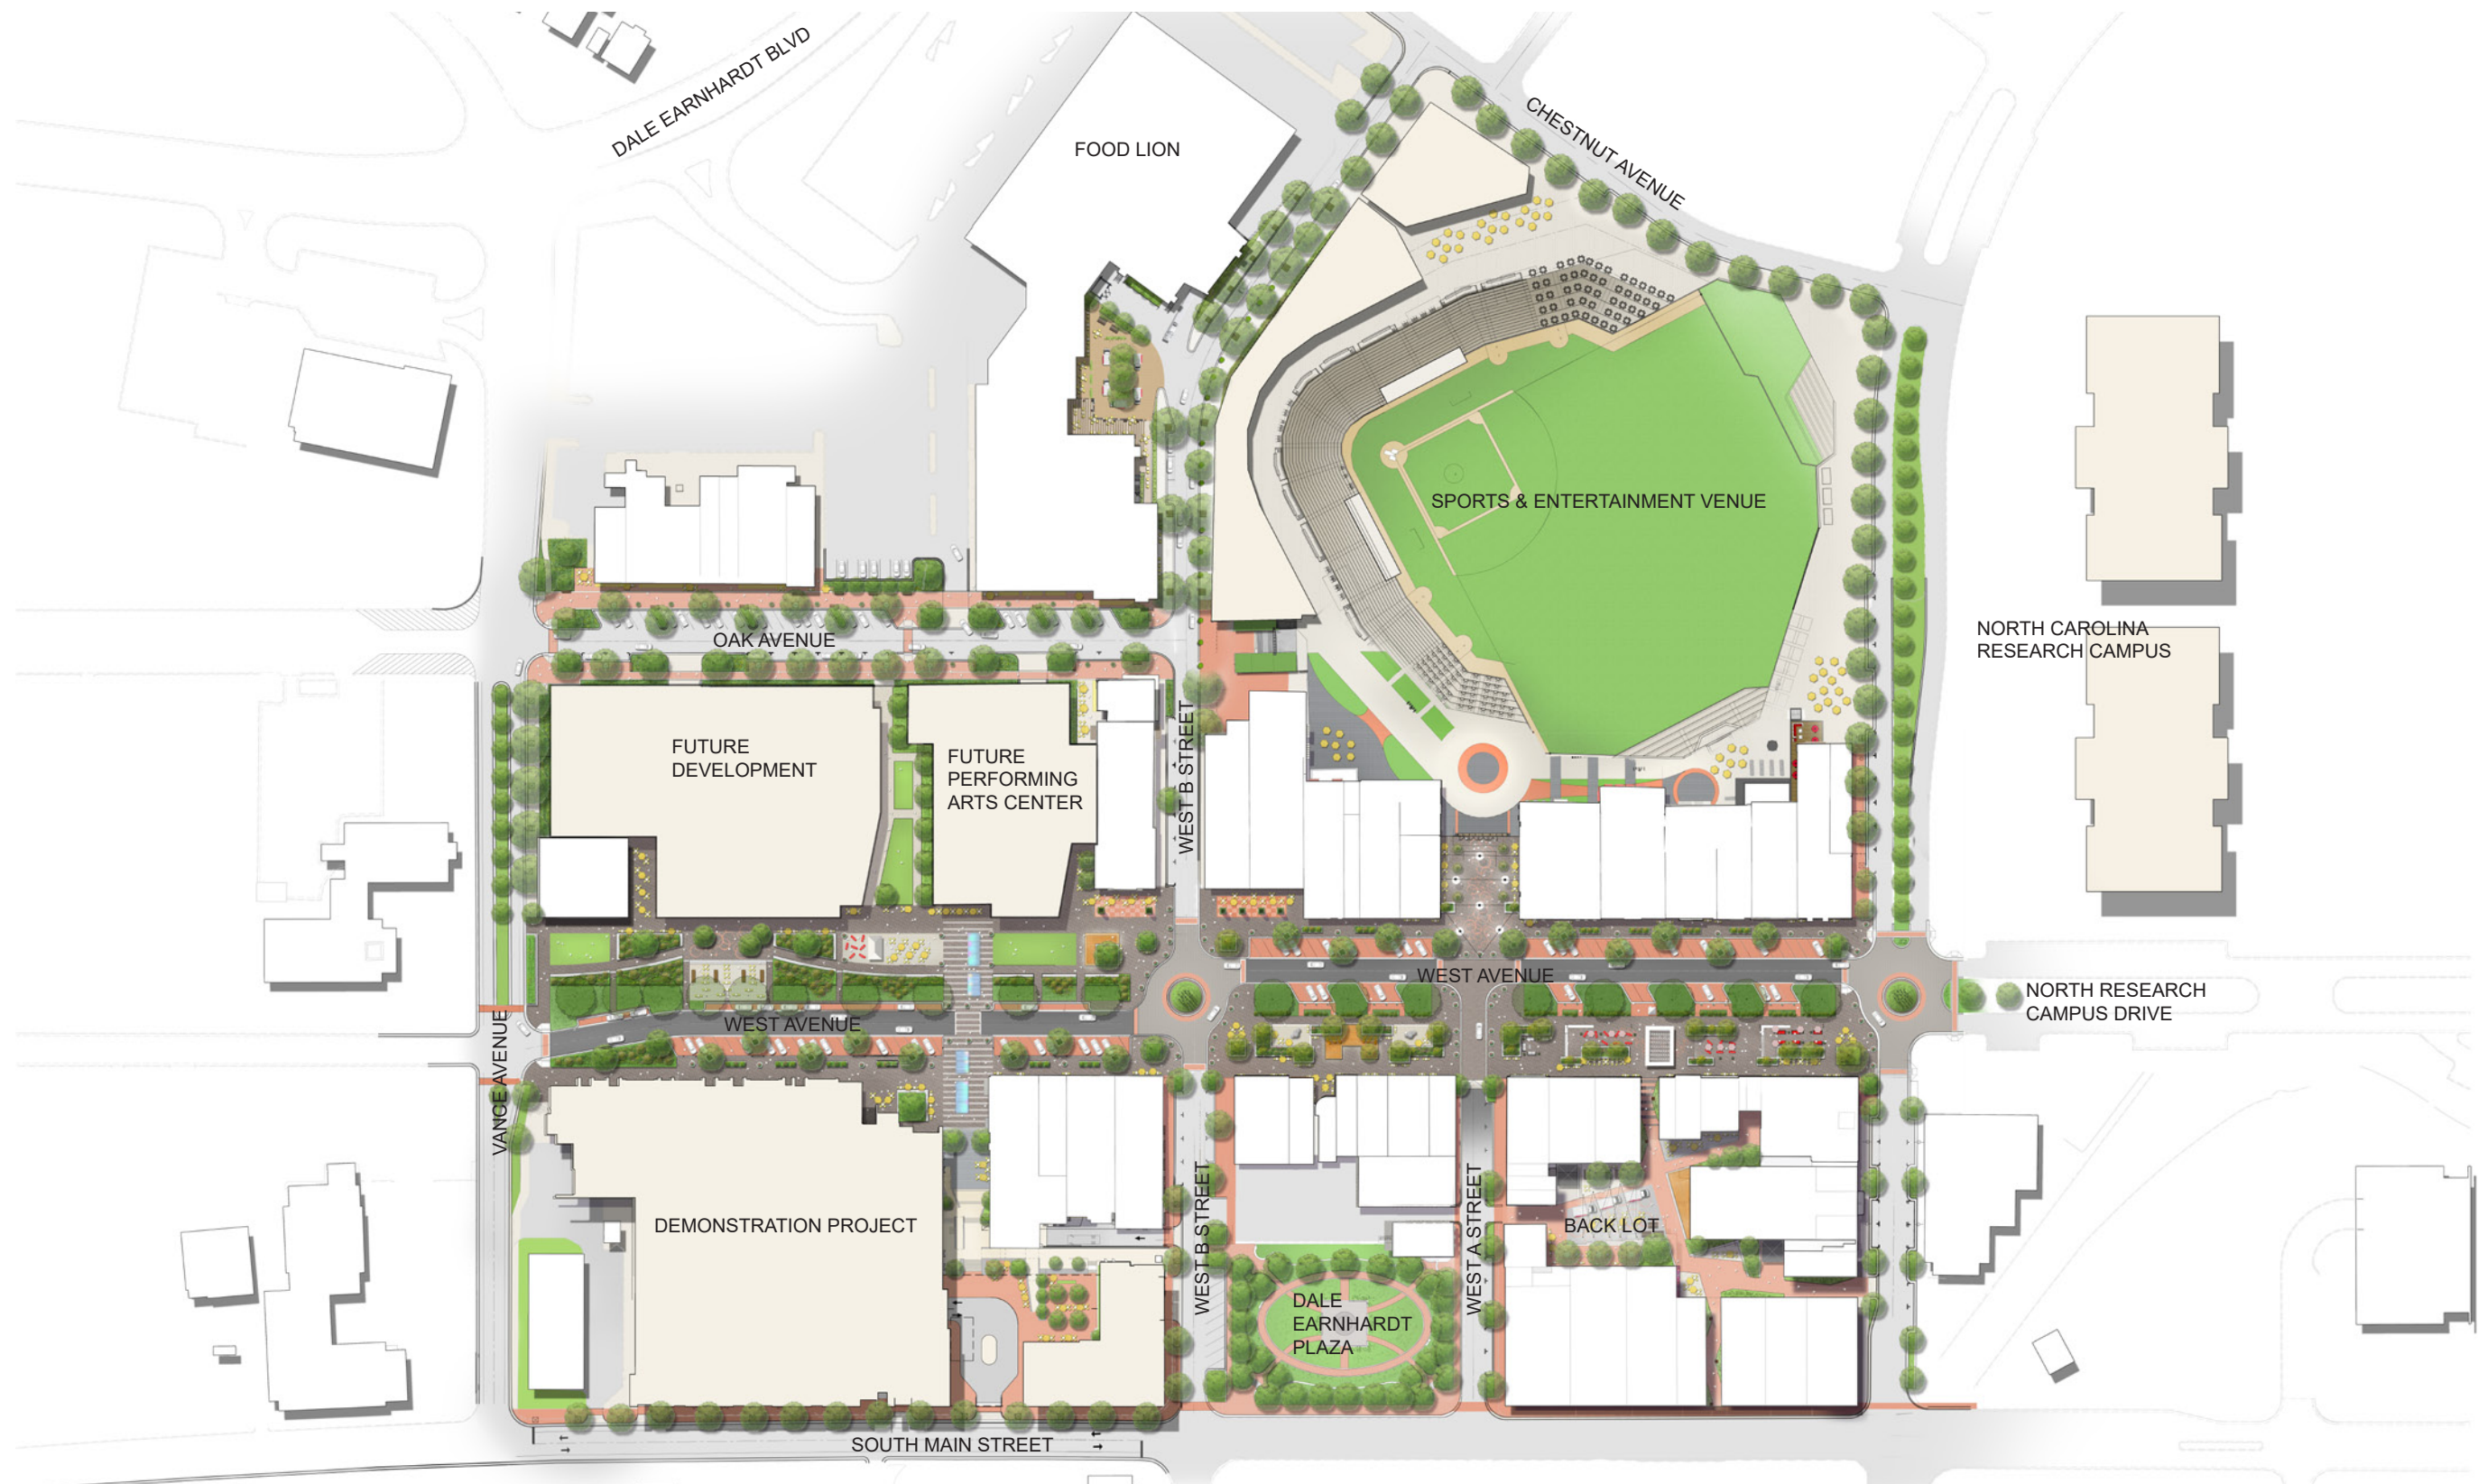 DALE EARNHARDT BLVD
FOOD LION
CHESTNUT AVENUE
SPORTS & ENTERTAINMENT VENUE
OAK AVENUE
NORTH CAROLINA
RESEARCH CAMPUS
FUTURE
DEVELOPMENT
FUTURE
PERFORMING
ARTS CENTER
WEST B STREET
WEST AVENUE
WEST AVENUE
NORTH RESEARCH
CAMPUS DRIVE
VANCE AVENUE
DEMONSTRATION PROJECT
WEST B STREET
WEST A STREET
BACK LOT
DALE
EARNHARDT
PLAZA
SOUTH MAIN STREET